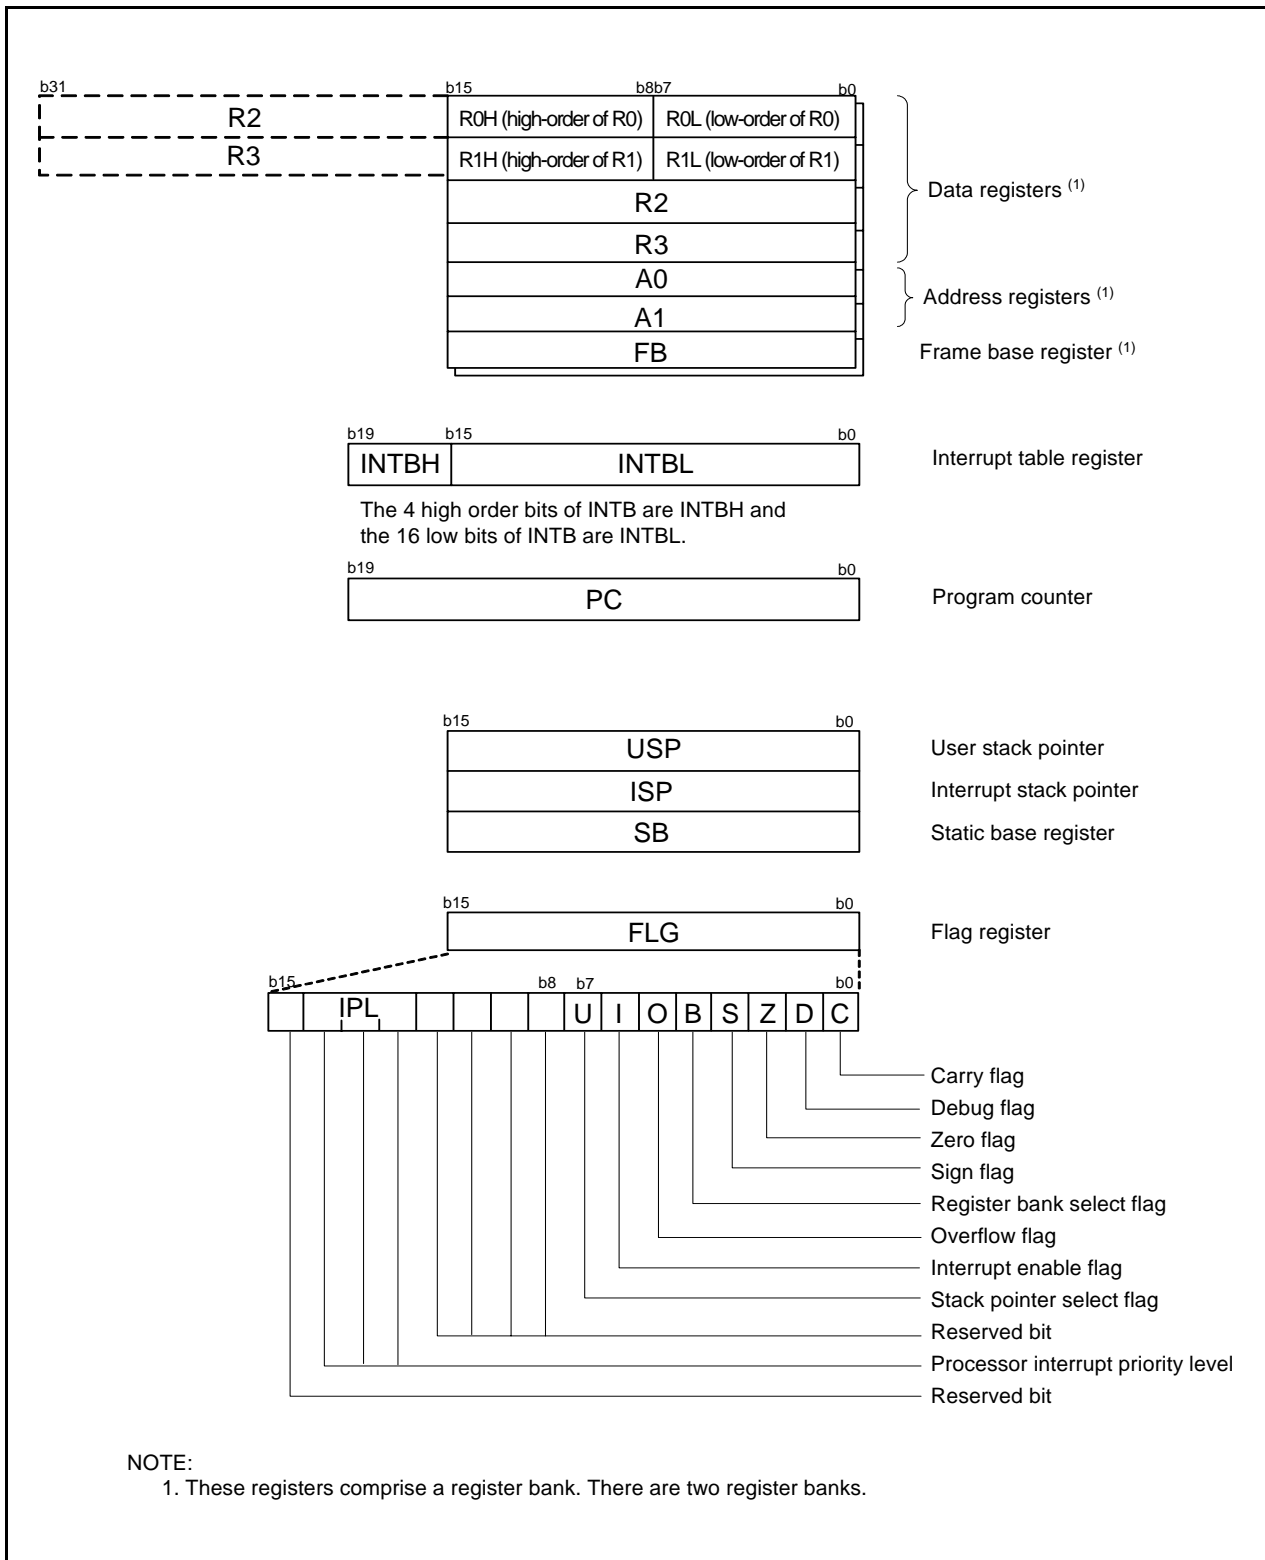 b31 b15 b8b7 b0
R2 R0H (high-order of R0) R0L (low-order of R0)
R3 R1H (high-order of R1) R1L (low-order of R1)
Data registers (1)
R2
R3
A0
Address registers (1)
A1
FB Frame base register (1)
b19 b15 b0
INTBH INTBL Interrupt table register
The 4 high order bits of INTB are INTBH and
the 16 low bits of INTB are INTBL.
b19 b0
PC Program counter
b15 b0
USP User stack pointer
ISP Interrupt stack pointer
SB Static base register
b15 b0
FLG Flag register
b15 b8 b7 b0
IPL U I O B S Z D C
Carry flag
Debug flag
Zero flag
Sign flag
Register bank select flag
Overflow flag
Interrupt enable flag
Stack pointer select flag
Reserved bit
Processor interrupt priority level
Reserved bit
NOTE:
1. These registers comprise a register bank. There are two register banks.